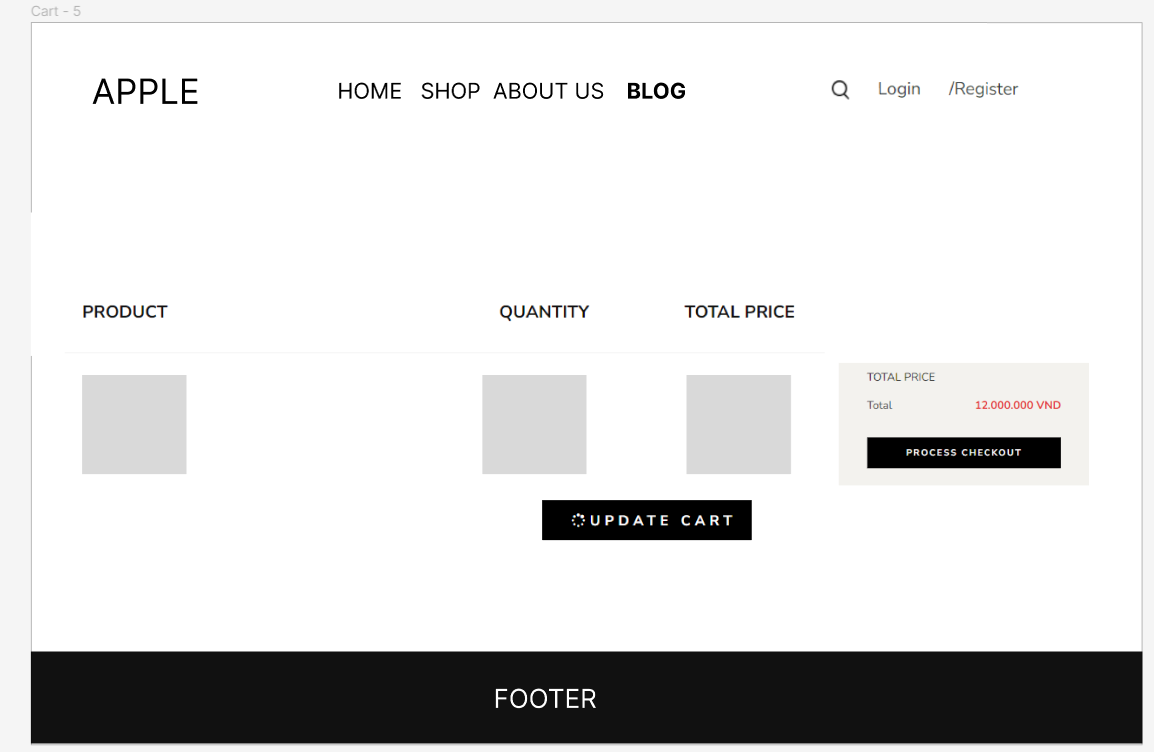 Cart - 5
APPLE HOME SHOP ABOUT US BLOG Login /Register
PRODUCT QUANTITY TOTAL PRICE
TOTAL PRICE
Total 12.000.000 VND
PROCESS CHECKOUT
UPDATE CART
FOOTER